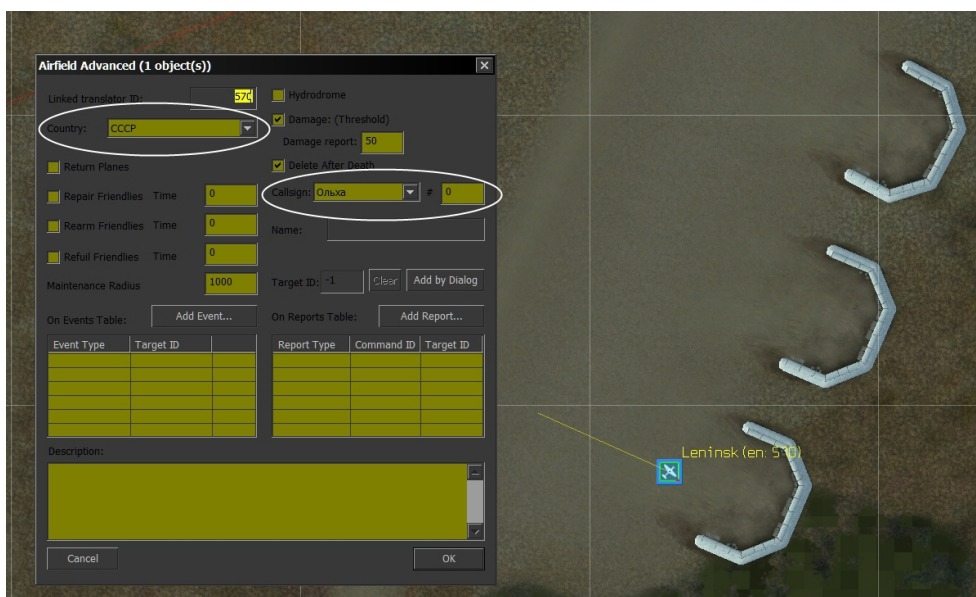 Airfield Advanced (1 object(s))
Linked translator ID: 570
Hydrodrome
Country: СССР
Damage: (Threshold)
Damage report: 50
Return Planes
Delete After Death
Repair Friendlies Time 0
Callsign: Ольха # 0
Rearm Friendlies Time 0
Name:
Refuil Friendlies Time 0
Maintenance Radius 1000
Target ID: -1 Clear Add by Dialog
On Events Table: Add Event...
On Reports Table: Add Report...
Event Type Target ID
Report Type Command ID Target ID
Description:
Cancel OK
Leninsk (en: 570)